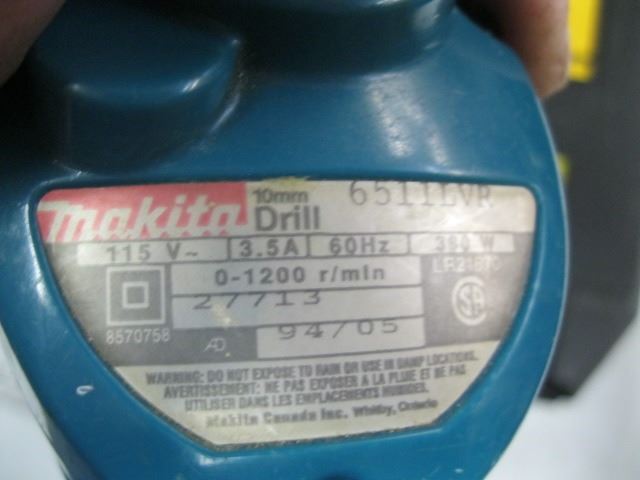 makita 10mm Drill 6511LVR
115 V~ 3.5A 60Hz W
0-1200 r/min
27713
94/05
8570758
WARNING: DO NOT EXPOSE TO RAIN OR USE IN DAMP LOCATIONS.
AVERTISSEMENT: NE PAS EXPOSER A LA PLUIE ET NE PAS
UTILISER DANS LES EMPLACEMENTS HUMIDES.
Makita Canada Inc. Whitby, Ontario